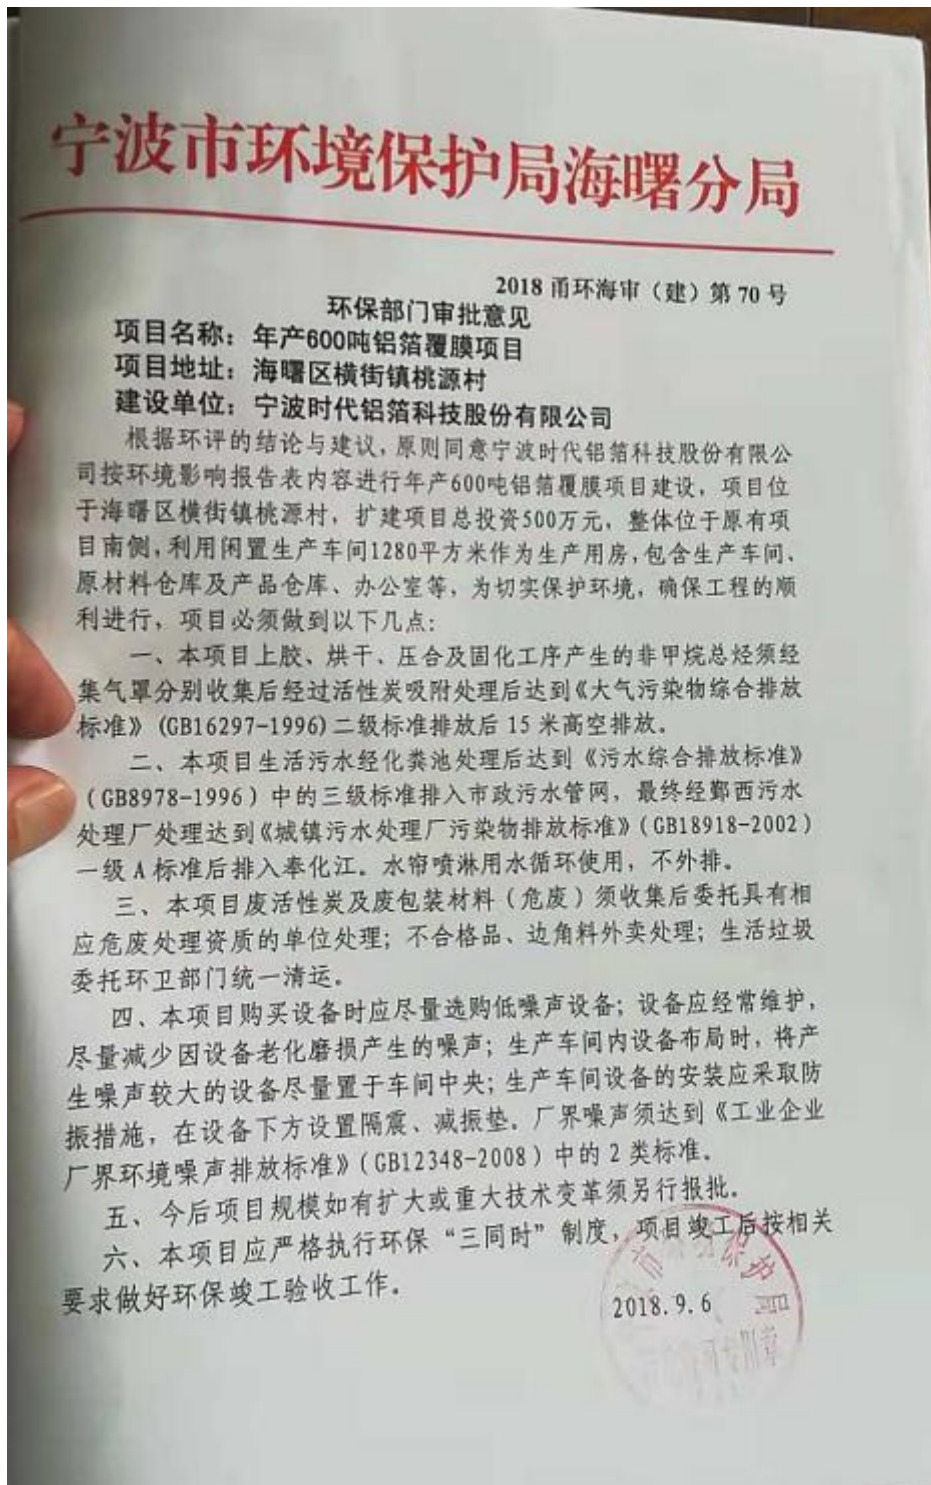 宁波市环境保护局海曙分局
2018甬环海审（建）第70号
环保部门审批意见
项目名称：年产600吨铝箔覆膜项目
项目地址：海曙区横街镇桃源村
建设单位：宁波时代铝箔科技股份有限公司
根据环评的结论与建议，原则同意宁波时代铝箔科技股份有限公
司按环境影响报告表内容进行年产600吨铝箔覆膜项目建设，项目位
于海曙区横街镇桃源村，扩建项目总投资500万元，整体位于原有项
目南侧，利用闲置生产车间1280平方米作为生产用房，包含生产车间、
原材料仓库及产品仓库、办公室等，为切实保护环境，确保工程的顺
利进行，项目必须做到以下几点：
一、本项目上胶、烘干、压合及固化工序产生的非甲烷总烃须经
集气罩分别收集后经过活性炭吸附处理后达到《大气污染物综合排放
标准》(GB16297-1996)二级标准排放后15米高空排放。
二、本项目生活污水经化粪池处理后达到《污水综合排放标准》
（GB8978-1996）中的三级标准排入市政污水管网，最终经鄞西污水
处理厂处理达到《城镇污水处理厂污染物排放标准》(GB18918-2002)
一级A标准后排入奉化江。水帘喷淋用水循环使用，不外排。
三、本项目废活性炭及废包装材料（危废）须收集后委托具有相
应危废处理资质的单位处理；不合格品、边角料外卖处理；生活垃圾
委托环卫部门统一清运。
四、本项目购买设备时应尽量选购低噪声设备；设备应经常维护，
尽量减少因设备老化磨损产生的噪声；生产车间内设备布局时，将产
生噪声较大的设备尽量置于车间中央；生产车间设备的安装应采取防
振措施，在设备下方设置隔震、减振垫。厂界噪声须达到《工业企业
厂界环境噪声排放标准》(GB12348-2008)中的2类标准。
五、今后项目规模如有扩大或重大技术变革须另行报批。
六、本项目应严格执行环保“三同时”制度，项目竣工后按相关
要求做好环保竣工验收工作。
2018.9.6
市 保护局
专用章